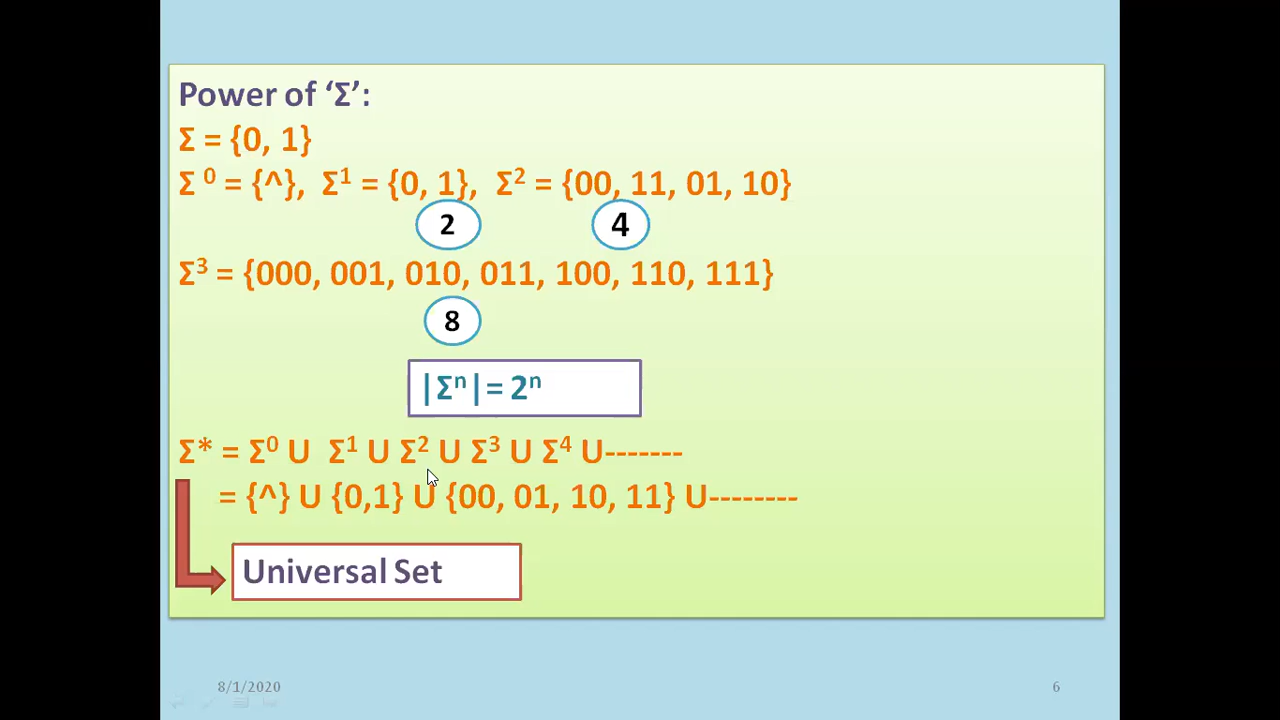 Power of ‘Σ’:
Σ = {0, 1}
Σ⁰ = {^}, Σ¹ = {0, 1}, Σ² = {00, 11, 01, 10}
2 4
Σ³ = {000, 001, 010, 011, 100, 110, 111}
8
|Σⁿ|= 2ⁿ
Σ* = Σ⁰ U Σ¹ U Σ² U Σ³ U Σ⁴ U-------
= {^} U {0,1} U {00, 01, 10, 11} U--------
Universal Set
8/1/2020 6